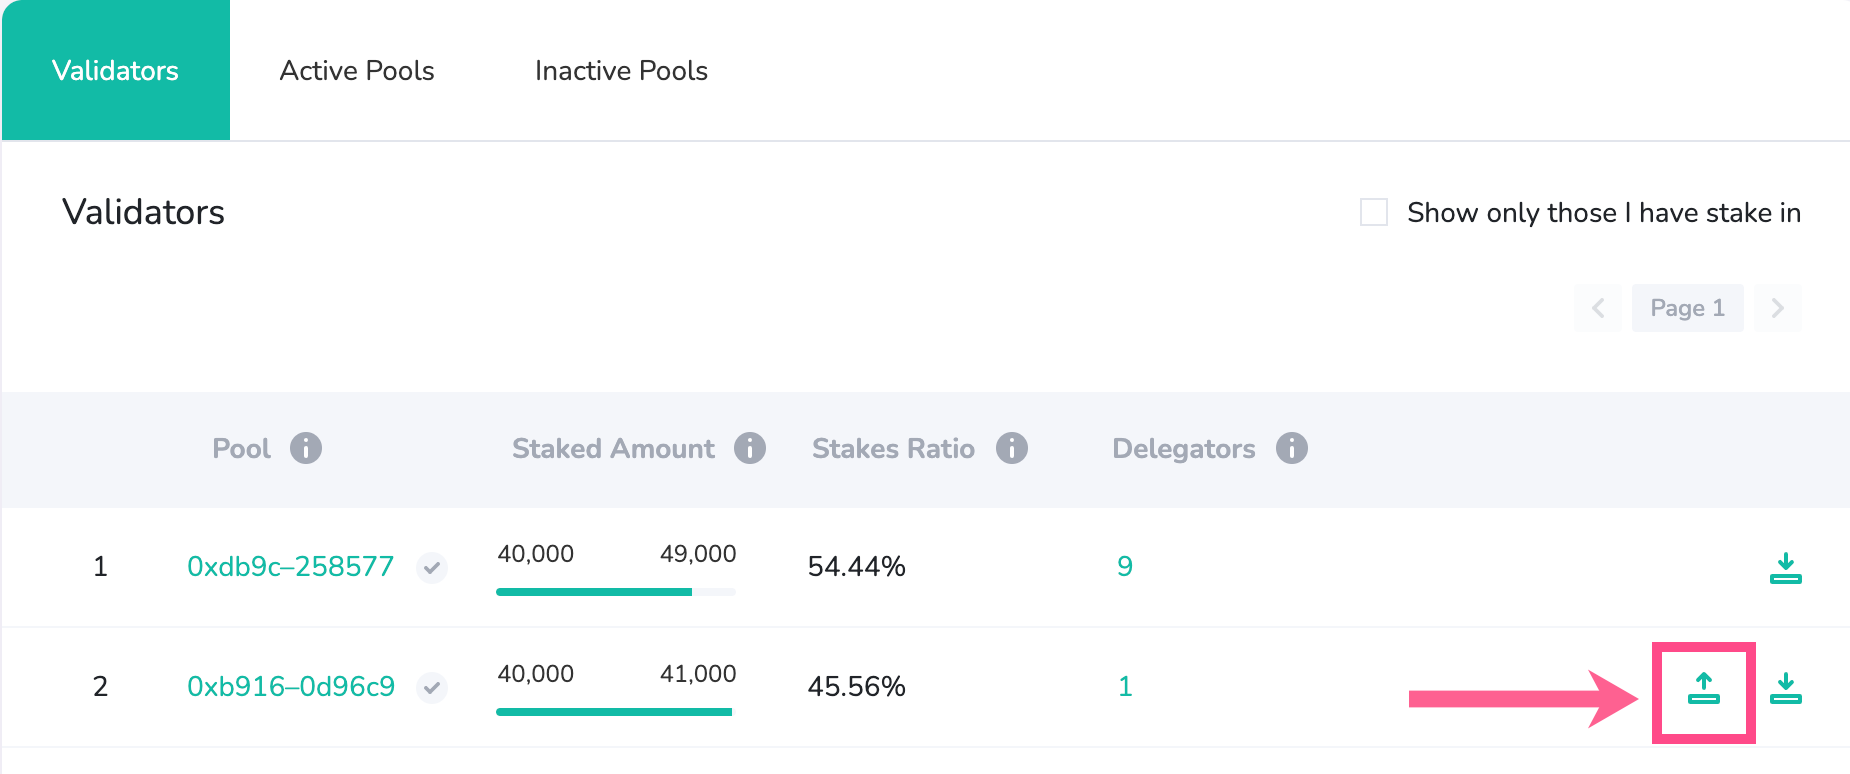 Validators Active Pools Inactive Pools
Validators Show only those I have stake in
Page 1
Pool Staked Amount Stakes Ratio Delegators
1 0xdb9c–258577 40,000 49,000 54.44% 9
2 0xb916–0d96c9 40,000 41,000 45.56% 1